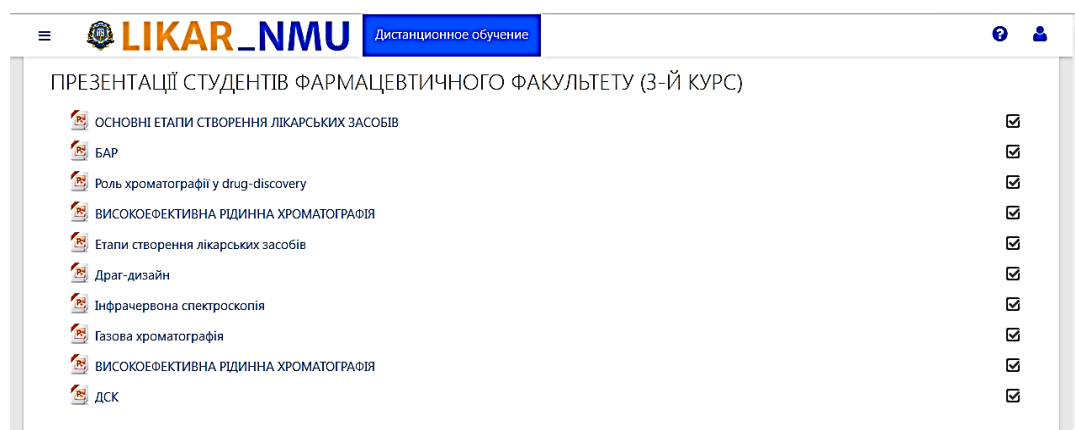 LIKAR_NMU Дистанционное обучение
ПРЕЗЕНТАЦІЇ СТУДЕНТІВ ФАРМАЦЕВТИЧНОГО ФАКУЛЬТЕТУ (3-Й КУРС)
ОСНОВНІ ЕТАПИ СТВОРЕННЯ ЛІКАРСЬКИХ ЗАСОБІВ
БАР
Роль хроматографії у drug-discovery
ВИСОКОЕФЕКТИВНА РІДИННА ХРОМАТОГРАФІЯ
Етапи створення лікарських засобів
Драг-дизайн
Інфрачервона спектроскопія
Газова хроматографія
ВИСОКОЕФЕКТИВНА РІДИННА ХРОМАТОГРАФІЯ
ДСК